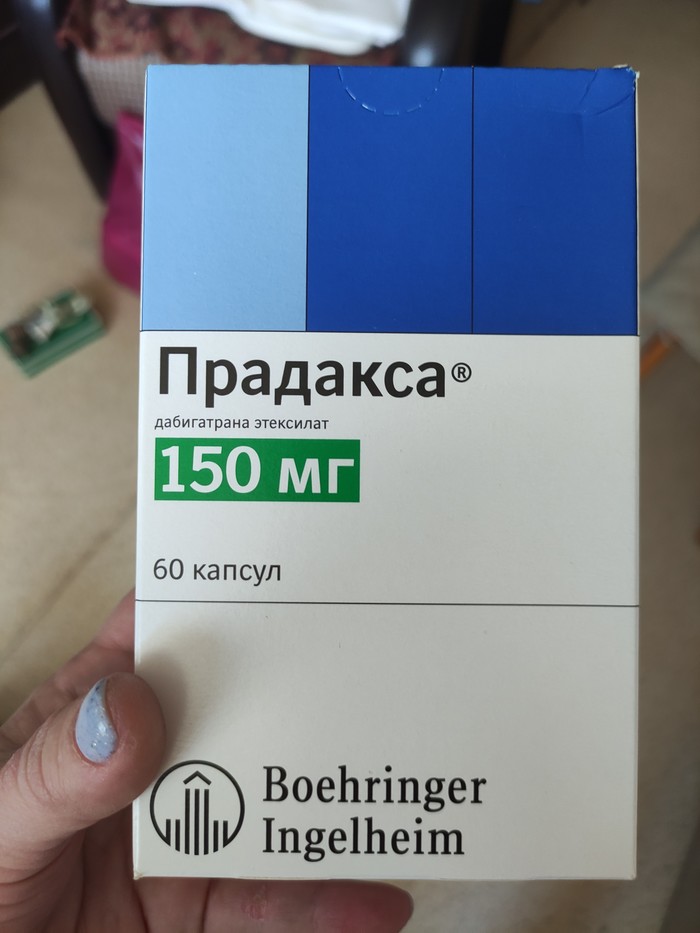 Прадакса®
дабигатрана этексилат
150 мг
60 капсул
Boehringer
Ingelheim